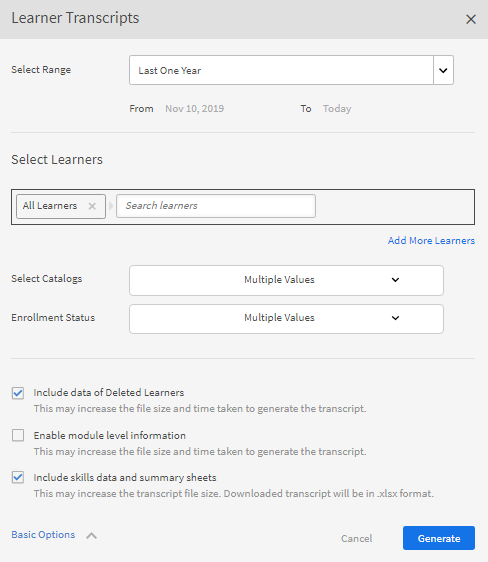 Learner Transcripts
Select Range Last One Year
From Nov 10, 2019 To Today
Select Learners
All Learners Search learners
Add More Learners
Select Catalogs Multiple Values
Enrollment Status Multiple Values
Include data of Deleted Learners
This may increase the file size and time taken to generate the transcript.
Enable module level information
This may increase the file size and time taken to generate the transcript.
Include skills data and summary sheets
This may increase the transcript file size. Downloaded transcript will be in .xlsx format.
Basic Options Cancel Generate